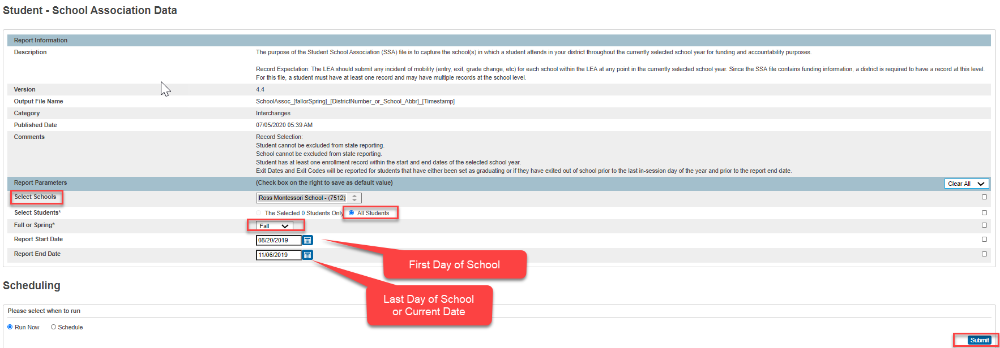 Student - School Association Data
Report Information
Description
The purpose of the Student School Association (SSA) file is to capture the school(s) in which a student attends in your district throughout the currently selected school year for funding and accountability purposes.
Record Expectation: The LEA should submit any incident of mobility (entry, exit, grade change, etc) for each school within the LEA at any point in the currently selected school year. Since the SSA file contains funding information, a district is required to have a record at this level.
For this file, a student must have at least one record and may have multiple records at the school level.
Version
4.4
Output File Name
SchoolAssoc_[fallorSpring]_[DistrictNumber_or_School_Abbr]_[Timestamp]
Category
Interchanges
Published Date
07/05/2020 05:39 AM
Comments
Record Selection:
Student cannot be excluded from state reporting.
School cannot be excluded from state reporting.
Student has at least one enrollment record within the start and end dates of the selected school year.
Exit Dates and Exit Codes will be reported for students that have either been set as graduating or if they have exited out of school prior to the last in-session day of the year and prior to the report end date.
Report Parameters
(Check box on the right to save as default value)
Clear All
Select Schools
Ross Montessori School - (7512)
Select Students*
The Selected 0 Students Only
All Students
Fall or Spring*
Fall
Report Start Date
08/20/2019
Report End Date
11/06/2019
First Day of School
Last Day of School
or Current Date
Scheduling
Please select when to run
Run Now
Schedule
Submit